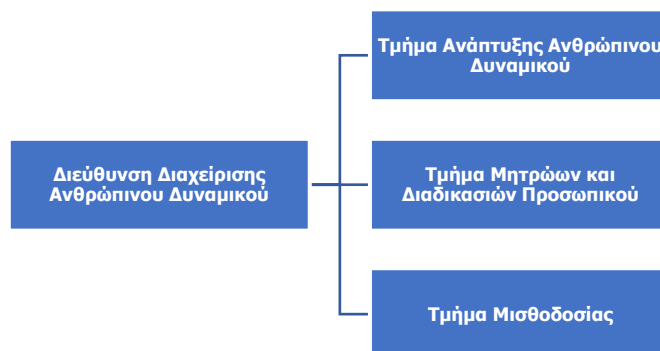 Τμήμα Ανάπτυξης Ανθρώπινου
Δυναμικού
Διεύθυνση Διαχείρισης
Ανθρώπινου Δυναμικού
Τμήμα Μητρώων και
Διαδικασιών Προσωπικού
Τμήμα Μισθοδοσίας